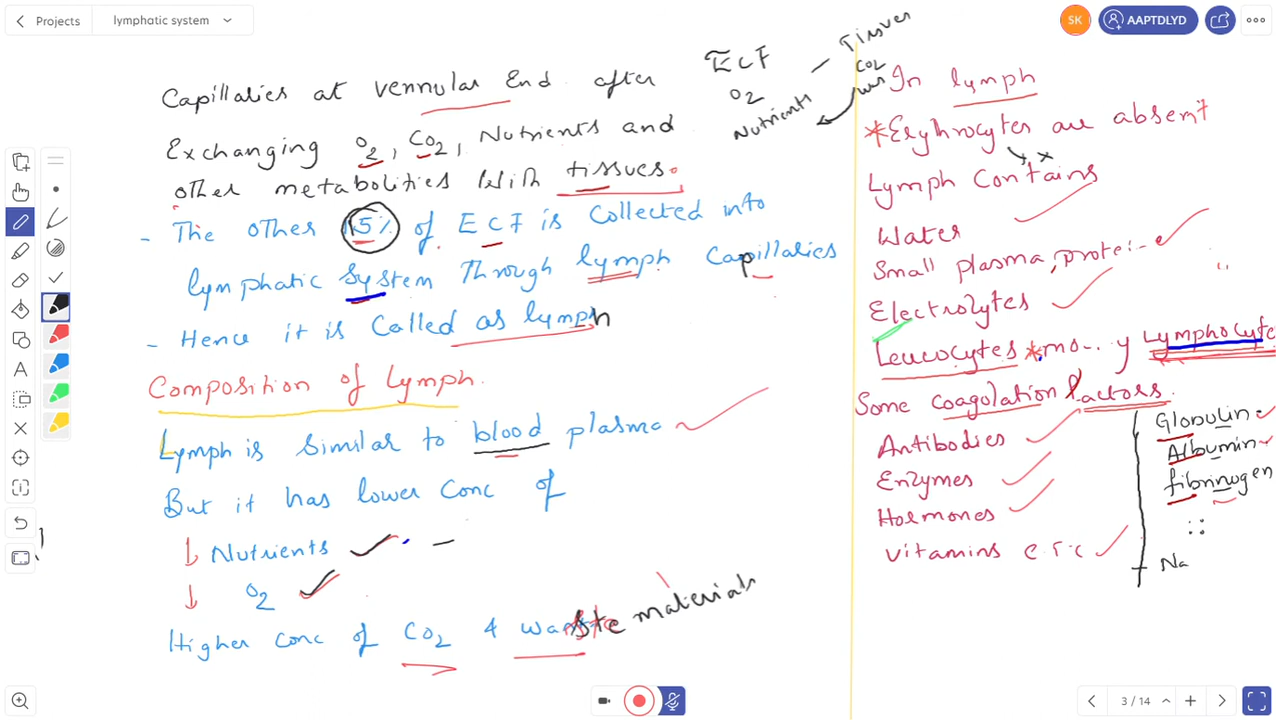 Projects
lymphatic system
SK
AAPTDLYD
Capillaries at vennular End after
Exchanging O2, CO2, Nutrients and
other metabolities with tissues.
- The other 15% of ECF is Collected into
lymphatic system Through lymph Capillaries
- Hence it is Called as lymph
Composition of lymph.
Lymph is similar to blood plasma
But it has lower Conc of
↓ Nutrients ✓ -
↓ O2 ✓
Higher conc of CO2 & waste materials
ECF - Tissues
O2 CO2
Nutrients
In lymph
*Erythrocytes are absent
Lymph Contains
Water
Small plasma protein-
Electrolytes
Leucocytes * y Lymphocyte
Some coagulation factors.
Antibodies
Enzymes
Hormones
vitamins e.T.c
Globulin
Albumin
fibrinogen
Na
3 / 14